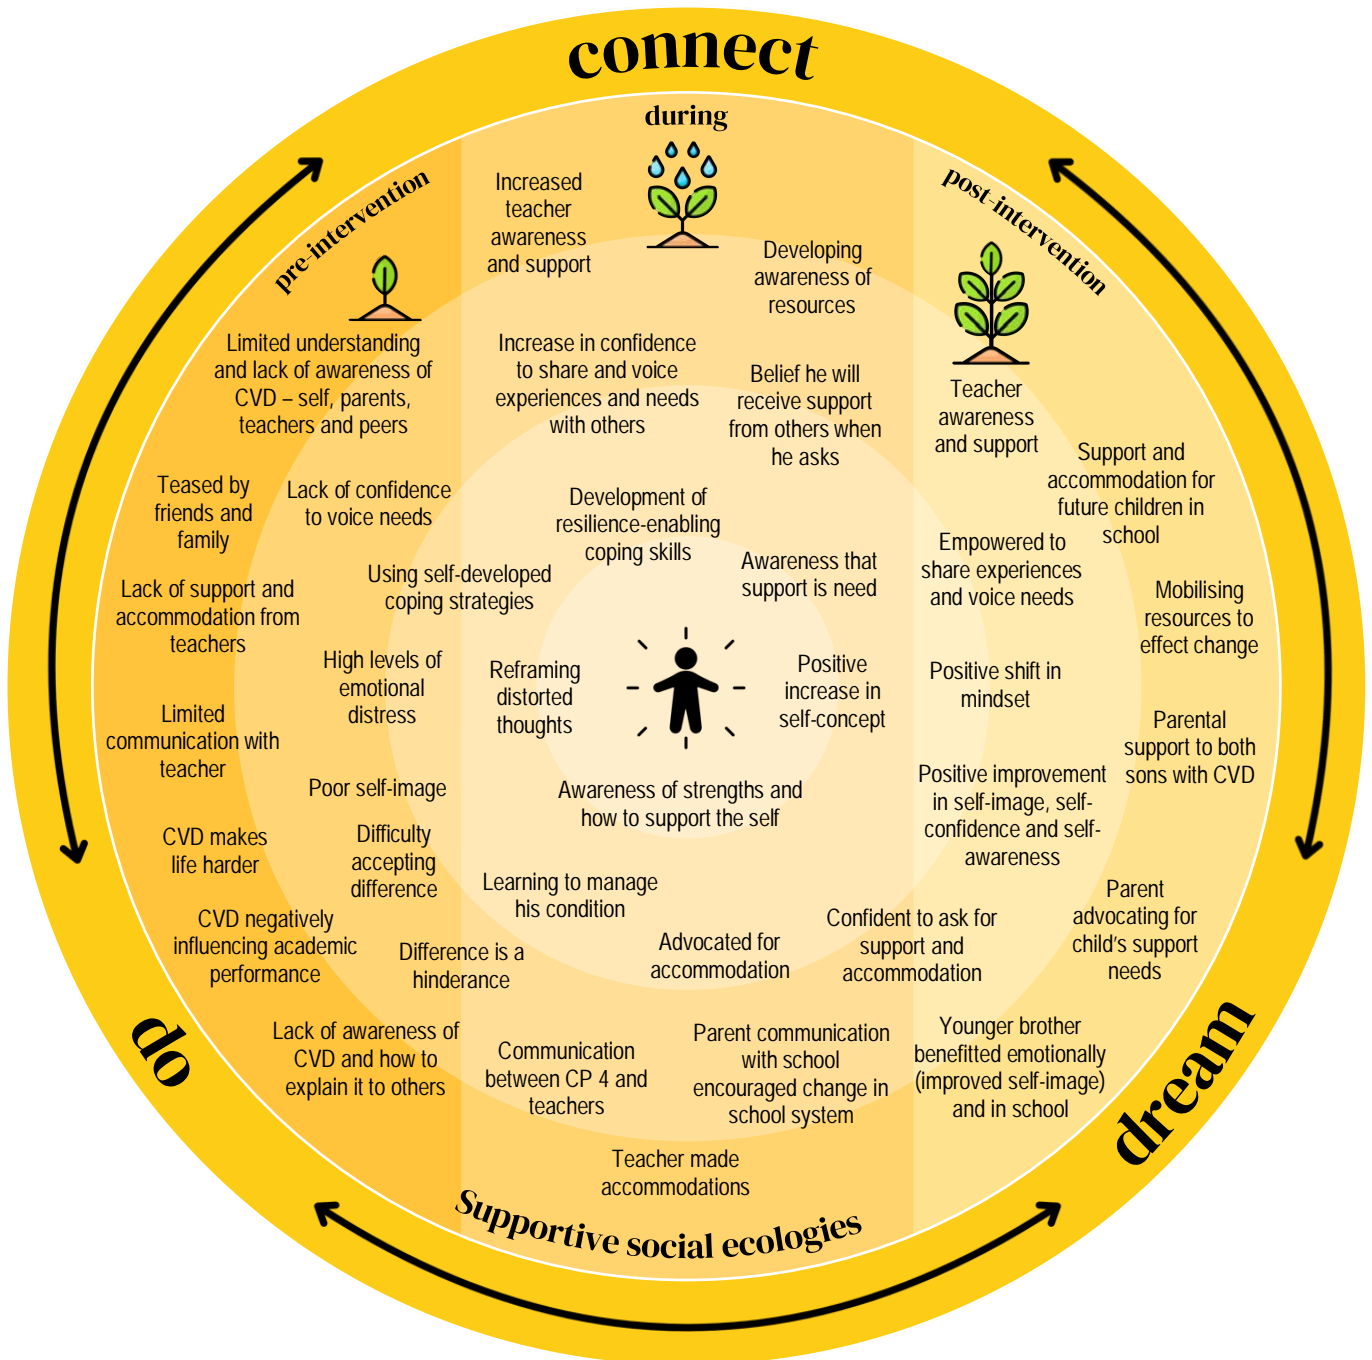 connect
during
pre-intervention
post-intervention
Increased
teacher
awareness
and support
Developing
awareness of
resources
Limited understanding
and lack of awareness of
CVD – self, parents,
teachers and peers
Increase in confidence
to share and voice
experiences and needs
with others
Belief he will
receive support
from others when
he asks
Teacher
awareness
and support
Support and
accommodation for
future children in
school
Teased by
friends and
family
Lack of confidence
to voice needs
Development of
resilience-enabling
coping skills
Awareness that
support is need
Empowered to
share experiences
and voice needs
Using self-developed
coping strategies
Lack of support and
accommodation from
teachers
Mobilising
resources to
effect change
High levels of
emotional
distress
Reframing
distorted
thoughts
Positive
increase in
self-concept
Positive shift in
mindset
Limited
communication with
teacher
Parental
support to both
sons with CVD
Poor self-image
Awareness of strengths and
how to support the self
Positive improvement
in self-image, self-
confidence and self-
awareness
CVD makes
life harder
Difficulty
accepting
difference
Learning to manage
his condition
Parent
advocating for
child's support
needs
CVD negatively
influencing academic
performance
Difference is a
hinderance
Advocated for
accommodation
Confident to ask for
support and
accommodation
Lack of awareness of
CVD and how to
explain it to others
Communication
between CP 4 and
teachers
Parent communication
with school
encouraged change in
school system
Younger brother
benefitted emotionally
(improved self-image)
and in school
Teacher made
accommodations
Supportive social ecologies
do
dream